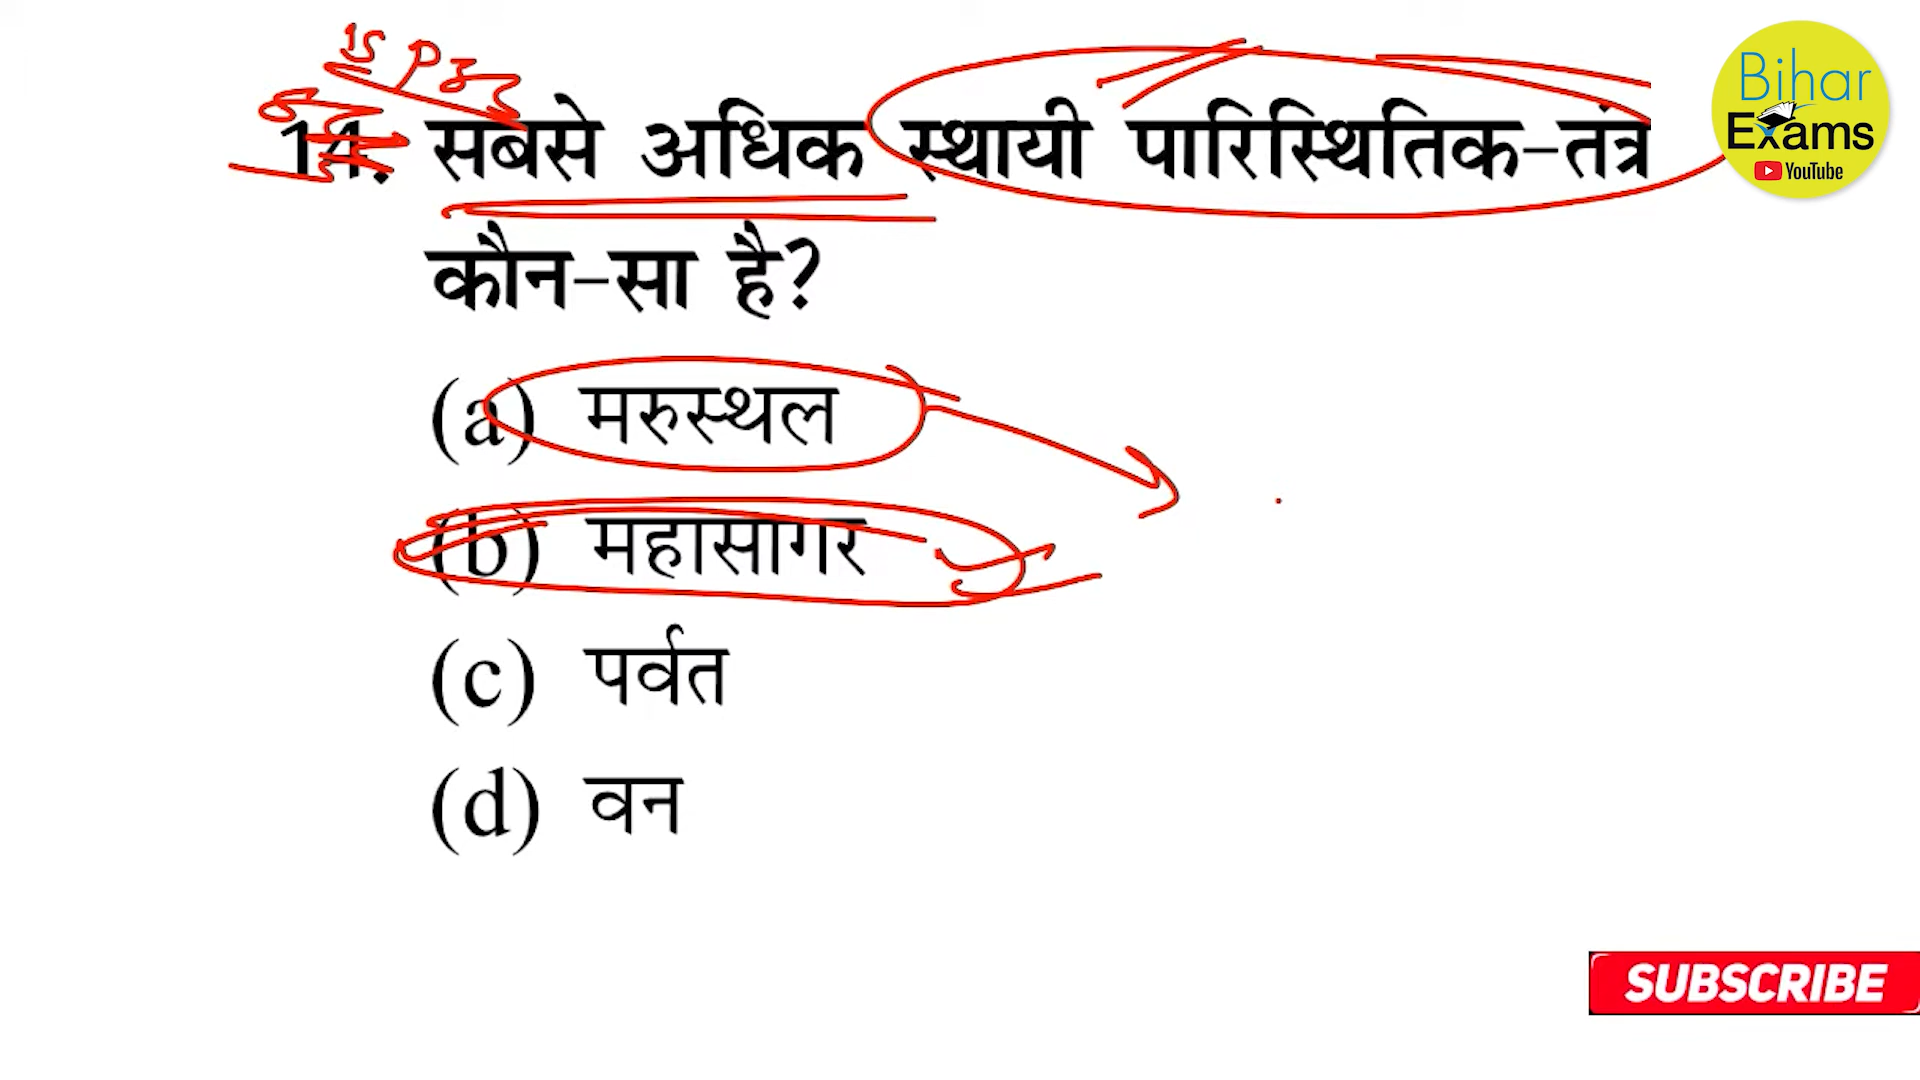 14. सबसे अधिक स्थायी पारिस्थितिक-तंत्र
कौन-सा है?
(a) मरुस्थल
(b) महासागर
(c) पर्वत
(d) वन
Bihar
Exams
YouTube
SUBSCRIBE